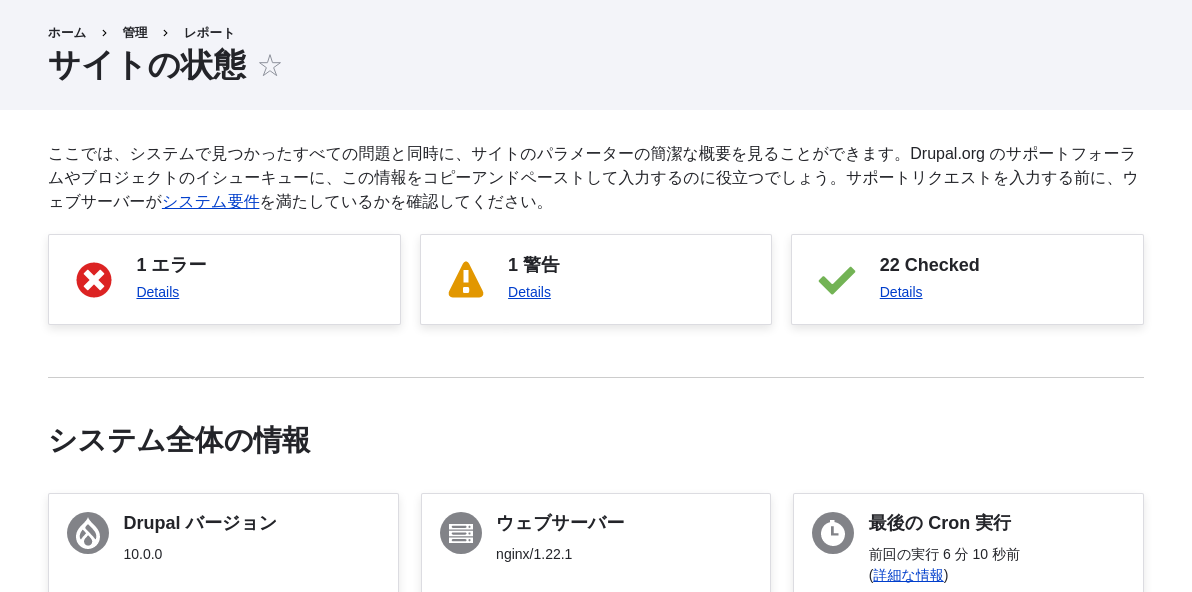 ホーム › 管理 › レポート
サイトの状態 ☆
ここでは、システムで見つかったすべての問題と同時に、サイトのパラメーターの簡潔な概要を見ることができます。Drupal.org のサポートフォーラ
ムやブロジェクトのイシューキューに、この情報をコピーアンドペーストして入力するのに役立つでしょう。サポートリクエストを入力する前に、ウ
ェブサーバーがシステム要件を満たしているかを確認してください。
1 エラー
Details
1 警告
Details
22 Checked
Details
システム全体の情報
Drupal バージョン
10.0.0
ウェブサーバー
nginx/1.22.1
最後の Cron 実行
前回の実行 6 分 10 秒前
(詳細な情報)